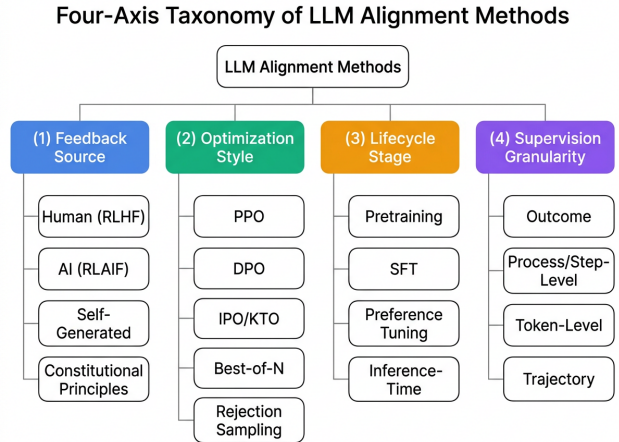 Four-Axis Taxonomy of LLM Alignment Methods
LLM Alignment Methods
(1) Feedback
Source
Human (RLHF)
AI (RLAIF)
Self-
Generated
Constitutional
Principles
(2) Optimization
Style
PPO
DPO
IPO/KTO
Best-of-N
Rejection
Sampling
(3) Lifecycle
Stage
Pretraining
SFT
Preference
Tuning
Inference-
Time
(4) Supervision
Granularity
Outcome
Process/Step-
Level
Token-Level
Trajectory